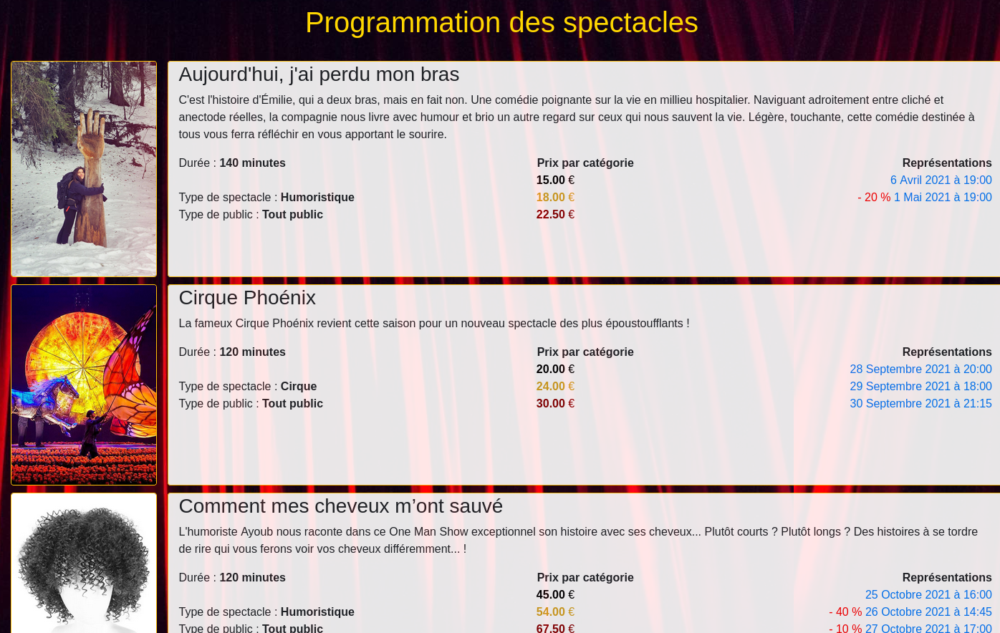 Programmation des spectacles
Aujourd'hui, j'ai perdu mon bras
C'est l'histoire d'Émilie, qui a deux bras, mais en fait non. Une comédie poignante sur la vie en millieu hospitalier. Naviguant adroitement entre cliché et
anectode réelles, la compagnie nous livre avec humour et brio un autre regard sur ceux qui nous sauvent la vie. Légère, touchante, cette comédie destinée à
tous vous ferra réfléchir en vous apportant le sourire.
Durée : 140 minutes Prix par catégorie Représentations
15.00 € 6 Avril 2021 à 19:00
Type de spectacle : Humoristique 18.00 € - 20 % 1 Mai 2021 à 19:00
Type de public : Tout public 22.50 €
Cirque Phoénix
La fameux Cirque Phoénix revient cette saison pour un nouveau spectacle des plus époustoufflants !
Durée : 120 minutes Prix par catégorie Représentations
20.00 € 28 Septembre 2021 à 20:00
Type de spectacle : Cirque 24.00 € 29 Septembre 2021 à 18:00
Type de public : Tout public 30.00 € 30 Septembre 2021 à 21:15
Comment mes cheveux m’ont sauvé
L'humoriste Ayoub nous raconte dans ce One Man Show exceptionnel son histoire avec ses cheveux... Plutôt courts ? Plutôt longs ? Des histoires à se tordre
de rire qui vous ferons voir vos cheveux différemment... !
Durée : 120 minutes Prix par catégorie Représentations
45.00 € 25 Octobre 2021 à 16:00
Type de spectacle : Humoristique 54.00 € - 40 % 26 Octobre 2021 à 14:45
Type de public : Tout public 67.50 € - 10 % 27 Octobre 2021 à 17:00